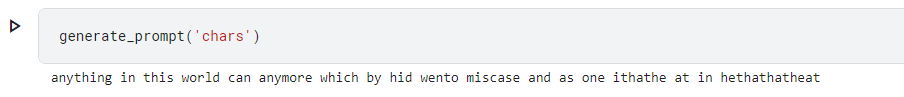 generate_prompt('chars')
anything in this world can anymore which by hid wento miscase and as one ithathe at in hethathatheat